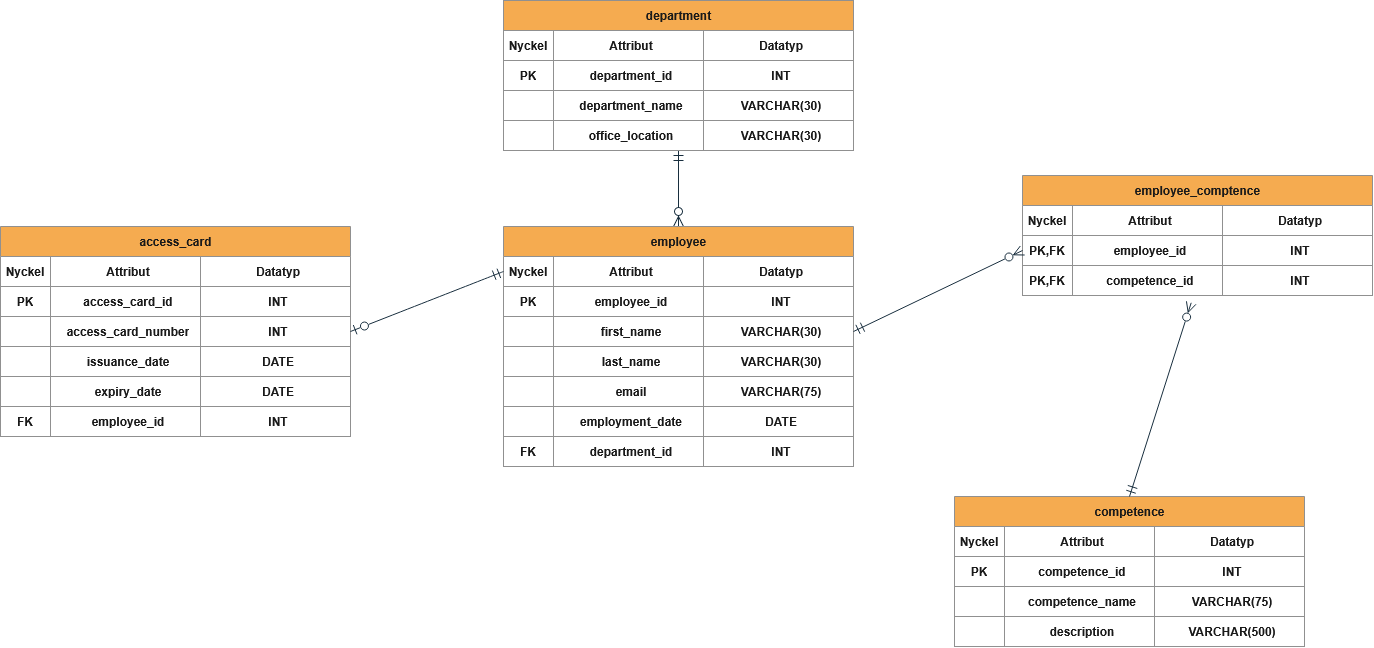 department
Nyckel Attribut Datatyp
PK department_id INT
department_name VARCHAR(30)
office_location VARCHAR(30)
employee_comptence
Nyckel Attribut Datatyp
PK,FK employee_id INT
PK,FK competence_id INT
access_card
Nyckel Attribut Datatyp
PK access_card_id INT
access_card_number INT
issuance_date DATE
expiry_date DATE
FK employee_id INT
employee
Nyckel Attribut Datatyp
PK employee_id INT
first_name VARCHAR(30)
last_name VARCHAR(30)
email VARCHAR(75)
employment_date DATE
FK department_id INT
competence
Nyckel Attribut Datatyp
PK competence_id INT
competence_name VARCHAR(75)
description VARCHAR(500)